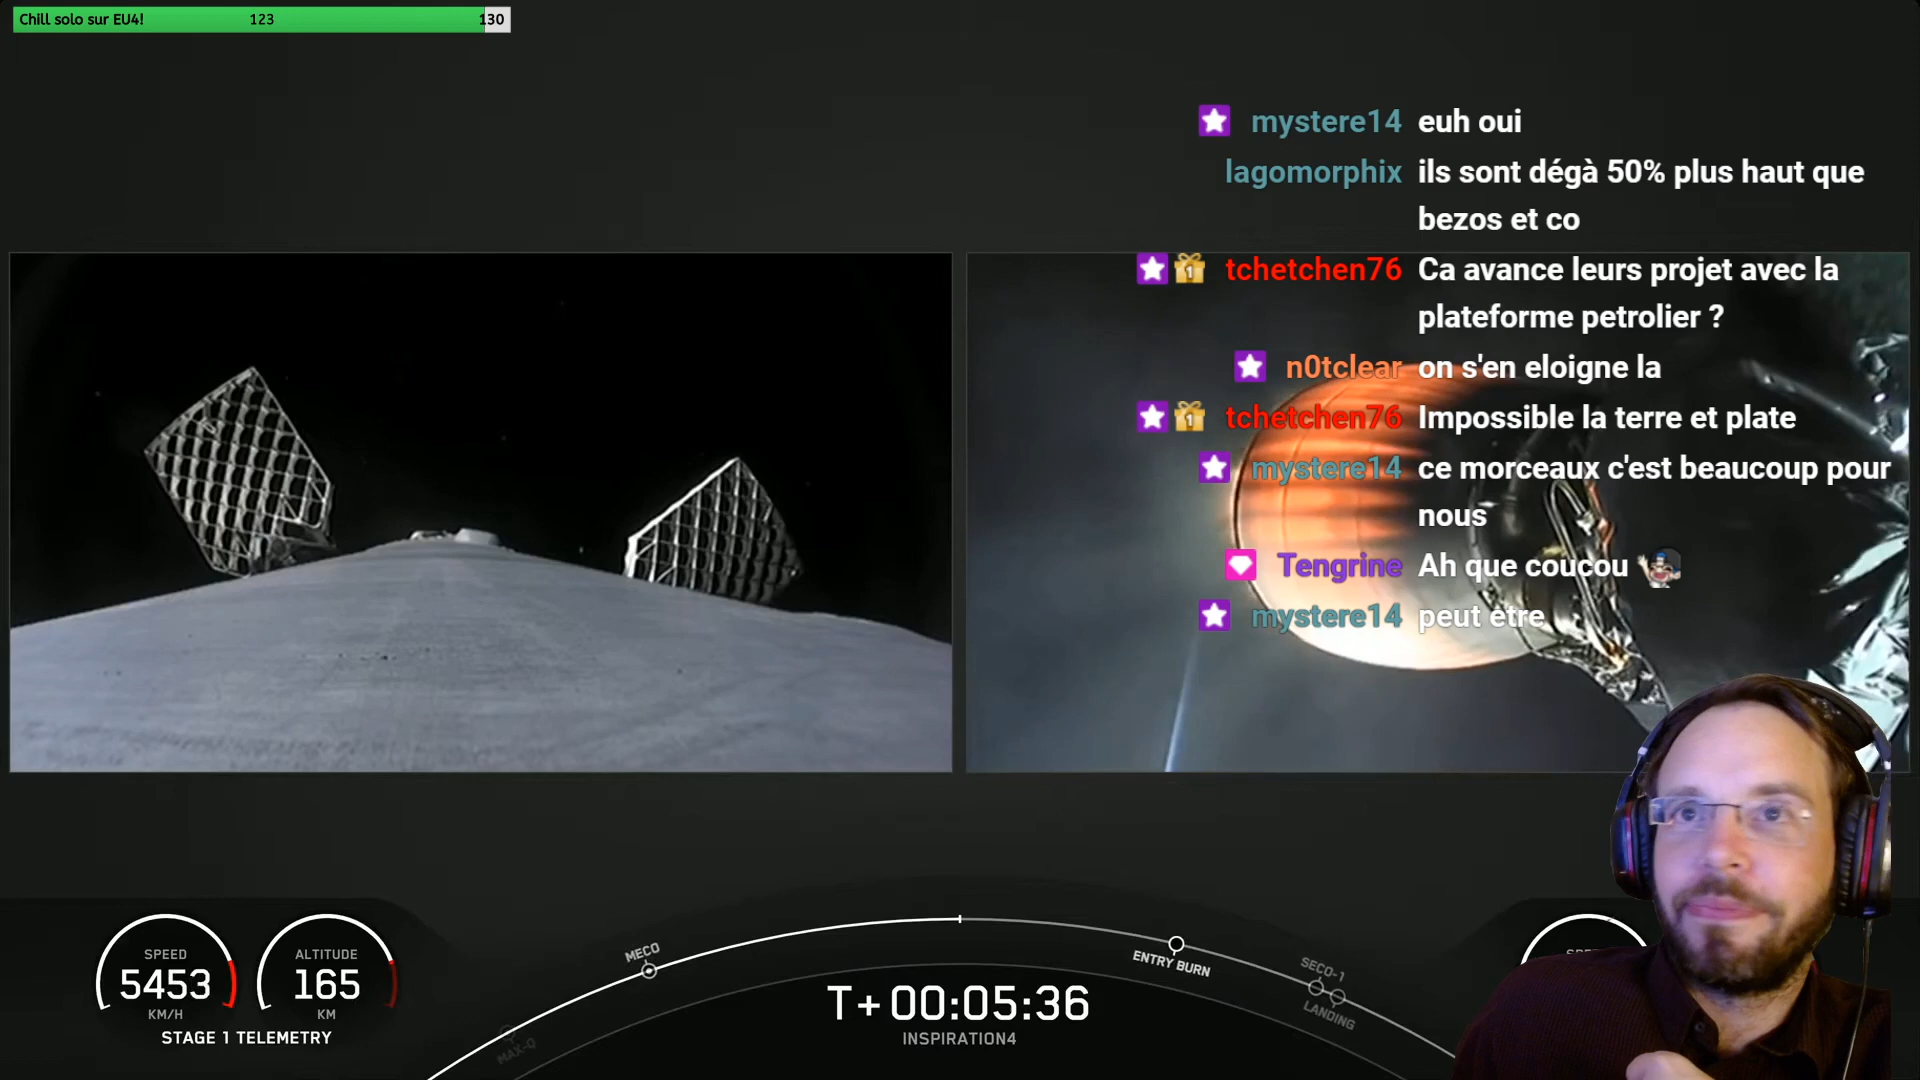 Chill solo sur EU4! 123 130
mystere14 euh oui
lagomorphix ils sont dégà 50% plus haut que
bezos et co
tchetchen76 Ca avance leurs projet avec la
plateforme petrolier ?
n0tclear on s'en eloigne la
tchetchen76 Impossible la terre et plate
mystere14 ce morceaux c'est beaucoup pour
nous
Tengrine Ah que coucou
mystere14 peut etre
SPEED
5453
KM/H
ALTITUDE
165
KM
STAGE 1 TELEMETRY
MAX-Q
MECO
T+00:05:36
INSPIRATION4
ENTRY BURN
SECO-1
LANDING